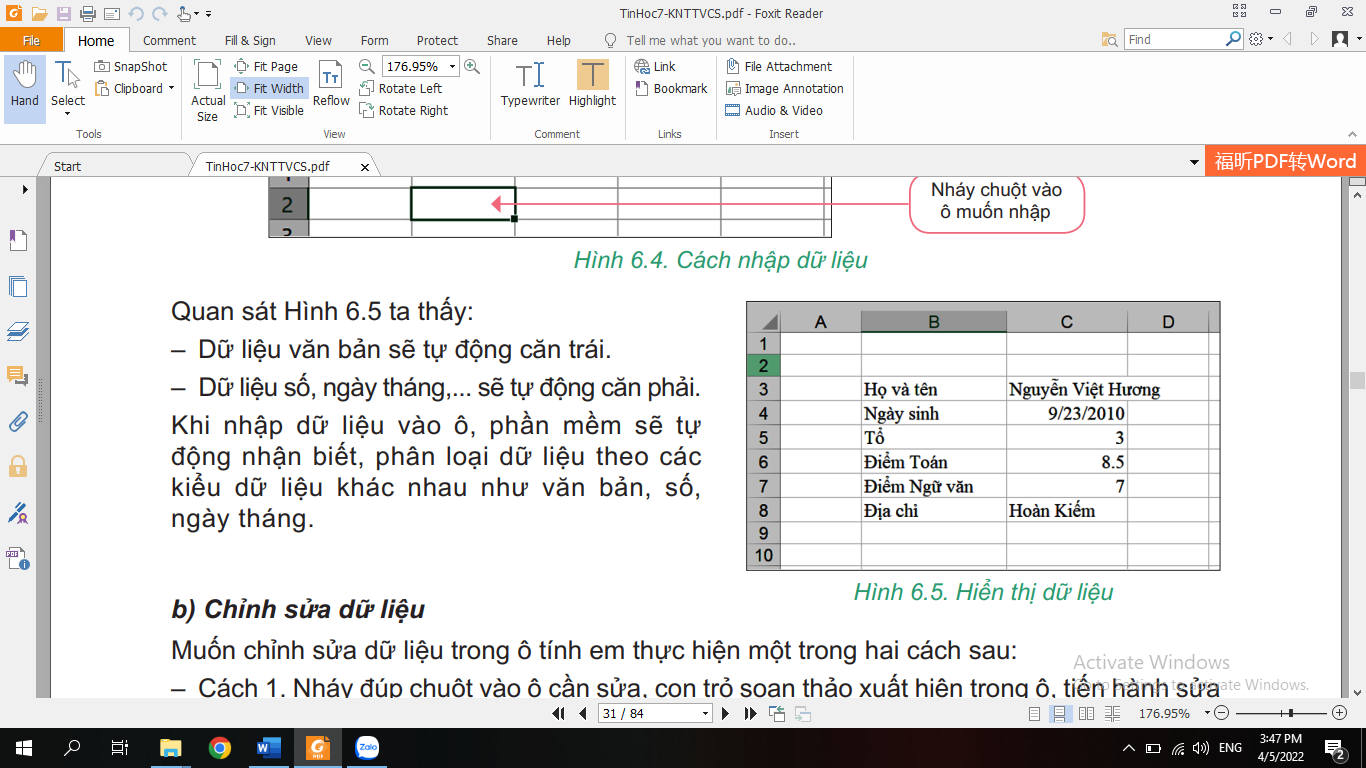 TinHoc7-KNTTVCS.pdf - Foxit Reader
File Home Comment Fill & Sign View Form Protect Share Help Tell me what you want to do.. Find
Hand Select SnapShot Clipboard Actual Size Fit Page Fit Width Fit Visible Reflow 176.95% Rotate Left Rotate Right Typewriter Highlight Link Bookmark File Attachment Image Annotation Audio & Video
Tools View Comment Links Insert
Start TinHoc7-KNTTVCS.pdf 福昕PDF转Word
2
Nháy chuột vào
ô muốn nhập
Hình 6.4. Cách nhập dữ liệu
Quan sát Hình 6.5 ta thấy:
– Dữ liệu văn bản sẽ tự động căn trái.
– Dữ liệu số, ngày tháng,... sẽ tự động căn phải.
Khi nhập dữ liệu vào ô, phần mềm sẽ tự
động nhận biết, phân loại dữ liệu theo các
kiểu dữ liệu khác nhau như văn bản, số,
ngày tháng.
A B C D
1
2
3 Họ và tên Nguyễn Việt Hương
4 Ngày sinh 9/23/2010
5 Tổ 3
6 Điểm Toán 8.5
7 Điểm Ngữ văn 7
8 Địa chỉ Hoàn Kiếm
9
10
Hình 6.5. Hiển thị dữ liệu
b) Chỉnh sửa dữ liệu
Muốn chỉnh sửa dữ liệu trong ô tính em thực hiện một trong hai cách sau:
– Cách 1. Nháy đúp chuột vào ô cần sửa, con trỏ soạn thảo xuất hiện trong ô, tiến hành sửa
Activate Windows
Go to Settings to activate Windows.
31 / 84 176.95%
ENG 3:47 PM
4/5/2022 2